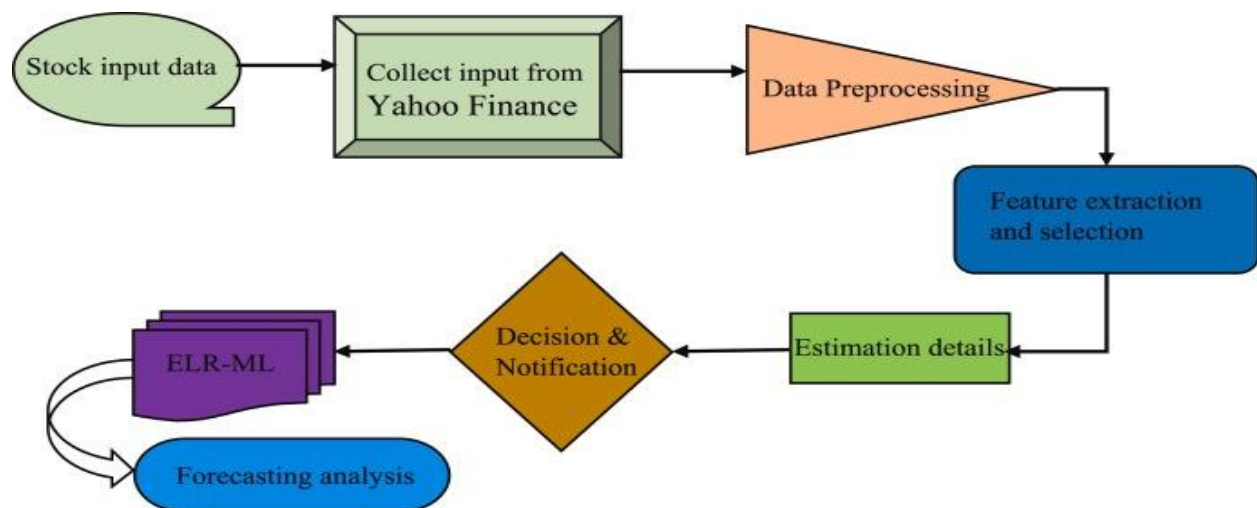 Stock input data
Collect input from
Yahoo Finance
Data Preprocessing
Feature extraction
and selection
Estimation details
Decision &
Notification
ELR-ML
Forecasting analysis